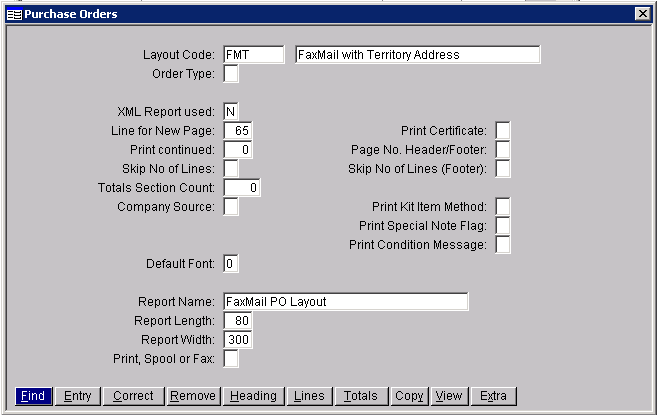 Purchase Orders
Layout Code: FMT FaxMail with Territory Address
Order Type:
XML Report used: N
Line for New Page: 65 Print Certificate:
Print continued: 0 Page No. Header/Footer:
Skip No of Lines: Skip No of Lines (Footer):
Totals Section Count: 0
Company Source: Print Kit Item Method:
Print Special Note Flag:
Print Condition Message:
Default Font: 0
Report Name: FaxMail PO Layout
Report Length: 80
Report Width: 300
Print, Spool or Fax:
Find Entry Correct Remove Heading Lines Totals Copy View Extra